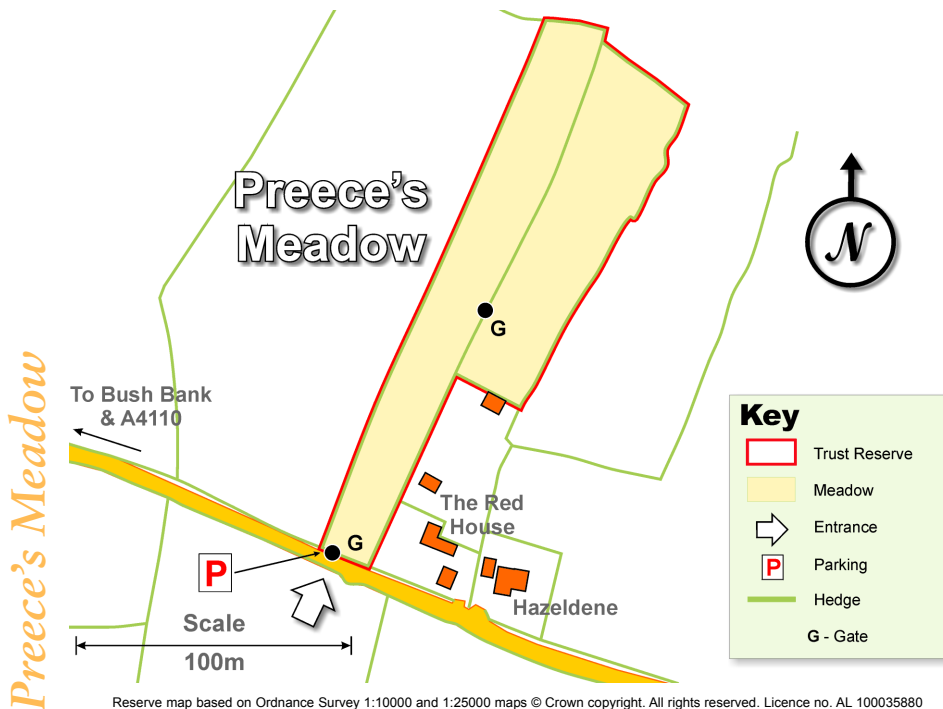 Preece's Meadow
Preece's
Meadow
N
G
To Bush Bank
& A4110
The Red
House
G
P
Hazeldene
Scale
100m
Key
Trust Reserve
Meadow
Entrance
P Parking
Hedge
G - Gate
Reserve map based on Ordnance Survey 1:10000 and 1:25000 maps © Crown copyright. All rights reserved. Licence no. AL 100035880